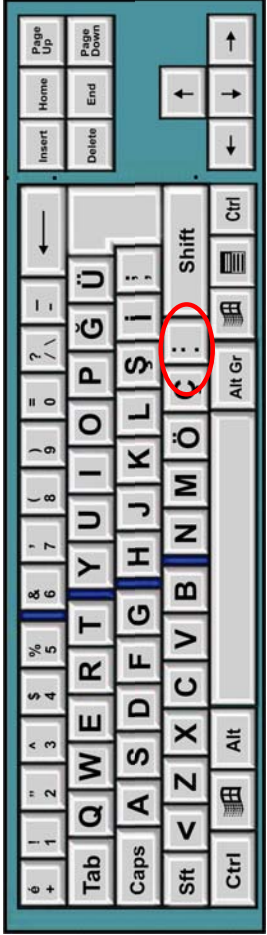 é ! " ^ $ % & ' ( ) = ? _ Insert Home Page Up
+ 1 2 3 4 5 6 7 8 9 0 / \ - ← Delete End Page Down
Tab Q W E R T Y U I O P Ğ Ü
Caps A S D F G H J K L Ş İ ; ,
Sft < Z X C V B N M Ö Ç : . Shift ↑
Ctrl Alt Alt Gr Ctrl ← ↓ →